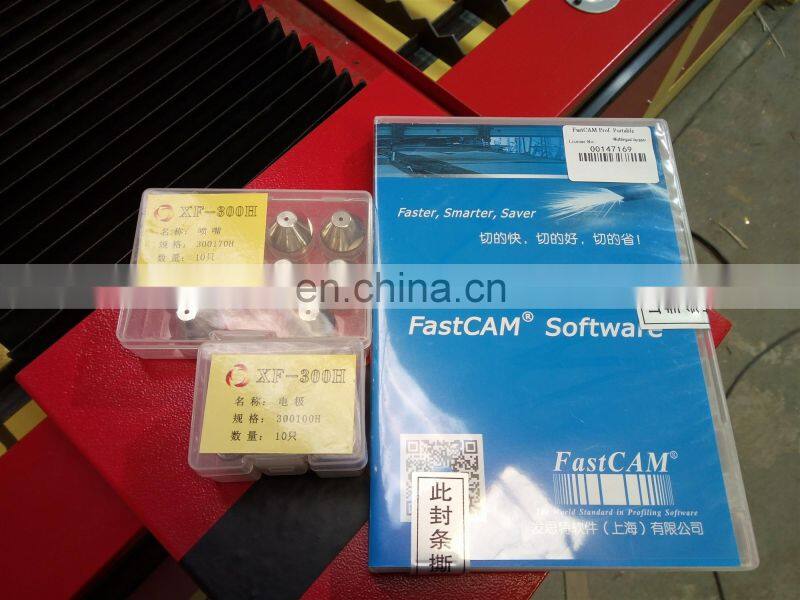 XF-300H
名 称: 喷 嘴
规 格: 300170H
数 量: 10只
XF-300H
名 称: 电 极
规 格: 300100H
数 量: 10只
FastCAM Prof. Portable
00147169
Faster, Smarter, Saver
切的快，切的好，切的省！
en.china.cn
FastCAM® Software
FastCAM®
The World Standard in Profiling Software
软件（上海）有限公司
此封条撕